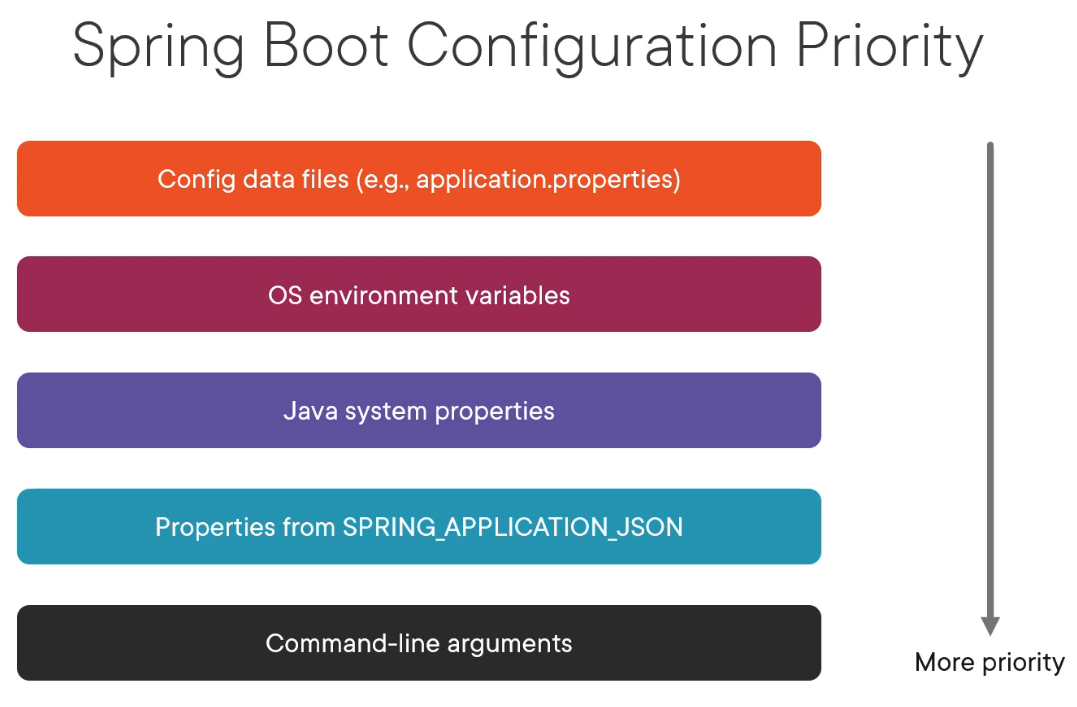 Spring Boot Configuration Priority
Config data files (e.g., application.properties)
OS environment variables
Java system properties
Properties from SPRING_APPLICATION_JSON
Command-line arguments
More priority